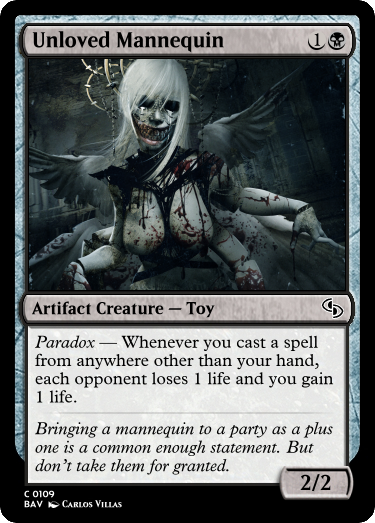 Unloved Mannequin 1
Artifact Creature — Toy
Paradox — Whenever you cast a spell
from anywhere other than your hand,
each opponent loses 1 life and you gain
1 life.
Bringing a mannequin to a party as a plus
one is a common enough statement. But
don't take them for granted.
2/2
C 0109
BAV Carlos Villas